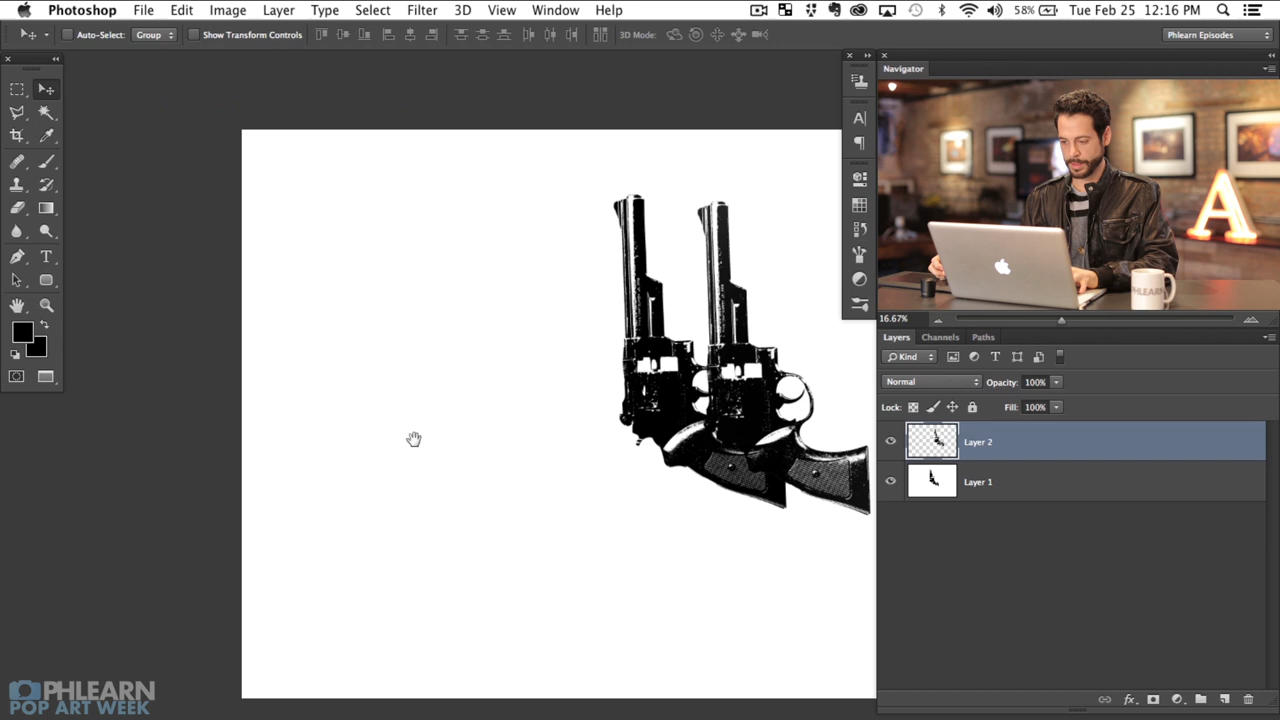 Photoshop File Edit Image Layer Type Select Filter 3D View Window Help 58% Tue Feb 25 12:16 PM
Auto-Select: Group Show Transform Controls 3D Mode: Phlearn Episodes
Navigator
A
PHLEARN
16.67%
Layers Channels Paths
Kind
Normal Opacity: 100%
Lock: Fill: 100%
Layer 2
Layer 1
PHLEARN
POP ART WEEK